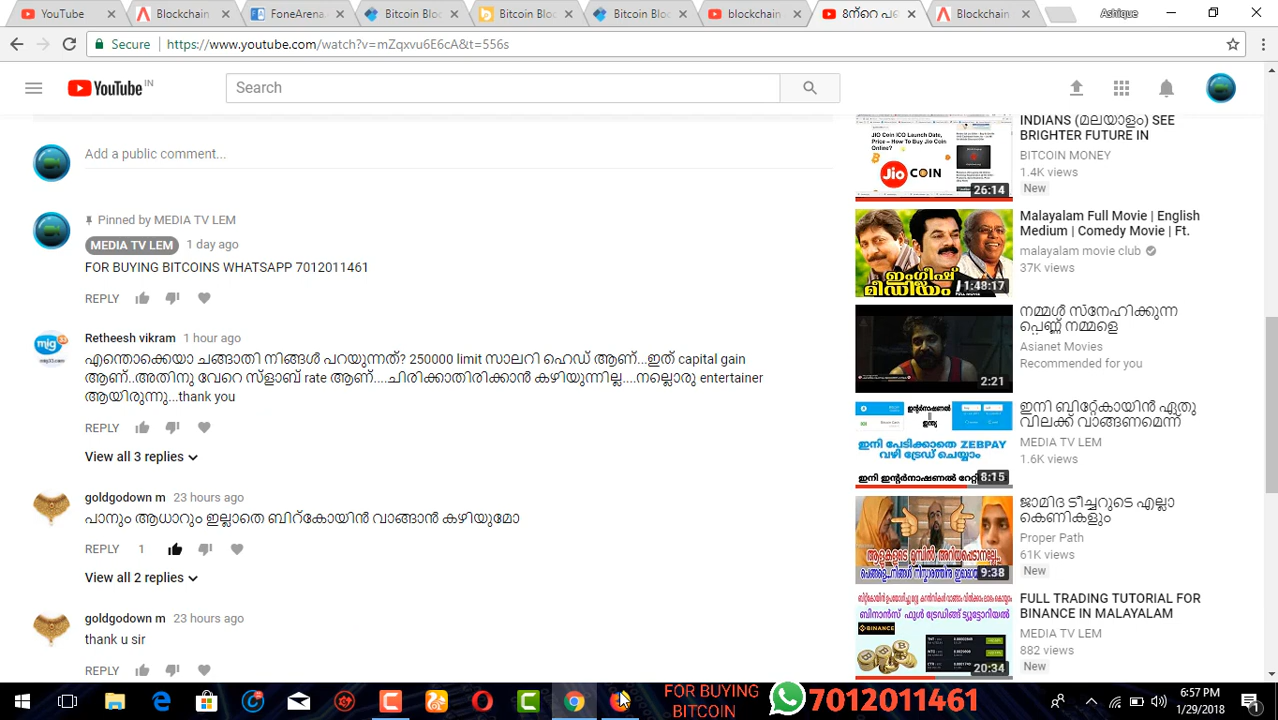 YouTube
Blockchain
FoneArena
Bitcoin Bloc
Bitcoin Bloc
Bitcoin Bloc
blockchain
8ന്റെ പ
Blockchain
Ashique
Secure
https://www.youtube.com/watch?v=mZqxvu6E6cA&t=556s
YouTube IN
Search
Add a public comment...
Pinned by MEDIA TV LEM
MEDIA TV LEM 1 day ago
FOR BUYING BITCOINS WHATSAPP 7012011461
REPLY
Retheesh vikram 1 hour ago
എന്തൊക്കെയാ ചങ്ങാതി നിങ്ങൾ പറയുന്നത്? 250000 limit സാലറി ഹെഡ് ആണ്...ഇത് capital gain
ആണ്..അതിനു വേറെ സ്ളാബ് rate ആണ്....ചിരിക്കാതിരിക്കാൻ കഴിയുന്നില്ല....നല്ലൊരു entertainer
ആയിരുന്നു...thank you
REPLY
View all 3 replies
goldgodown m 23 hours ago
പാനും ആധാറും ഇല്ലാതെ ബിറ്കോയിൻ വാങ്ങാൻ കഴിയുമോ
REPLY 1
View all 2 replies
goldgodown m 23 hours ago
thank u sir
REPLY
JIO Coin ICO Launch Date,
Price – How To Buy Jio Coin
Online?
Jio COIN
26:14
INDIANS (മലയാളം) SEE
BRIGHTER FUTURE IN
BITCOIN MONEY
1.4K views
New
ഇംഗ്ലീഷ്
മീഡിയം
FULL MOVIE
1:48:17
Malayalam Full Movie | English
Medium | Comedy Movie | Ft.
malayalam movie club
37K views
2:21
നമ്മൾ സ്നേഹിക്കുന്ന
പെണ്ണ് നമ്മളെ
Asianet Movies
Recommended for you
ഇന്റർനാഷണൽ
ഇന്ത്യ
ഇനി പേടിക്കാതെ ZEBPAY
വഴി ട്രേഡ് ചെയ്യാം
ഇനി ഇന്റർനാഷണൽ റേറ്റി
8:15
ഇനി ബിറ്റ്കോയിൻ ഏതു
വിലക്ക് വാങ്ങണമെന്ന്
MEDIA TV LEM
1.6K views
9:38
ജാമിദ ടീച്ചറുടെ എല്ലാ
കെണികളും
Proper Path
61K views
New
ബിനാൻസ് ഫുൾ ട്രേഡിങ്ങ് ട്യൂട്ടോറിയൽ
BINANCE
20:34
FULL TRADING TUTORIAL FOR
BINANCE IN MALAYALAM
MEDIA TV LEM
882 views
New
FOR BUYING
BITCOIN
7012011461
6:57 PM
1/29/2018